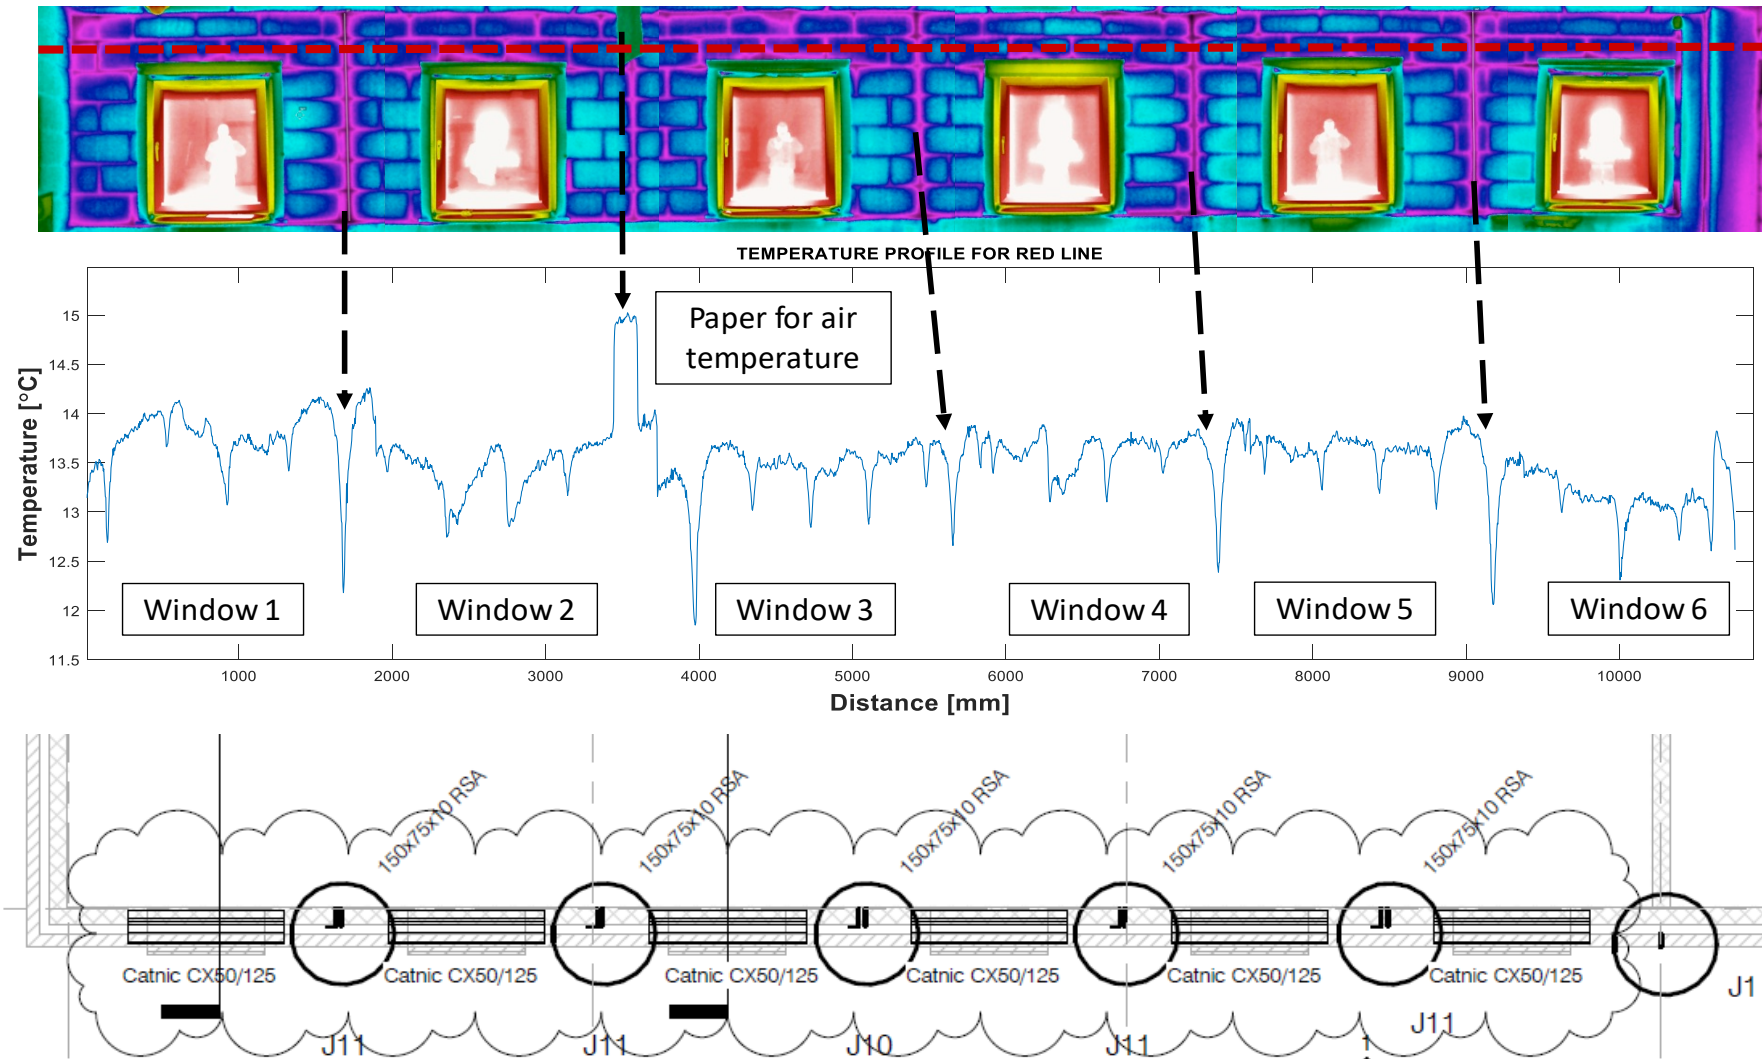 TEMPERATURE PROFILE FOR RED LINE
Paper for air
temperature
Temperature [°C]
15
14.5
14
13.5
13
12.5
12
11.5
Window 1
Window 2
Window 3
Window 4
Window 5
Window 6
1000
2000
3000
4000
5000
6000
7000
8000
9000
10000
Distance [mm]
150x75x10 RSA
150x75x10 RSA
150x75x10 RSA
150x75x10 RSA
150x75x10 RSA
Catnic CX50/125
Catnic CX50/125
Catnic CX50/125
Catnic CX50/125
Catnic CX50/125
Catnic CX50/125
J1
J11
J11
J11
J10
J11